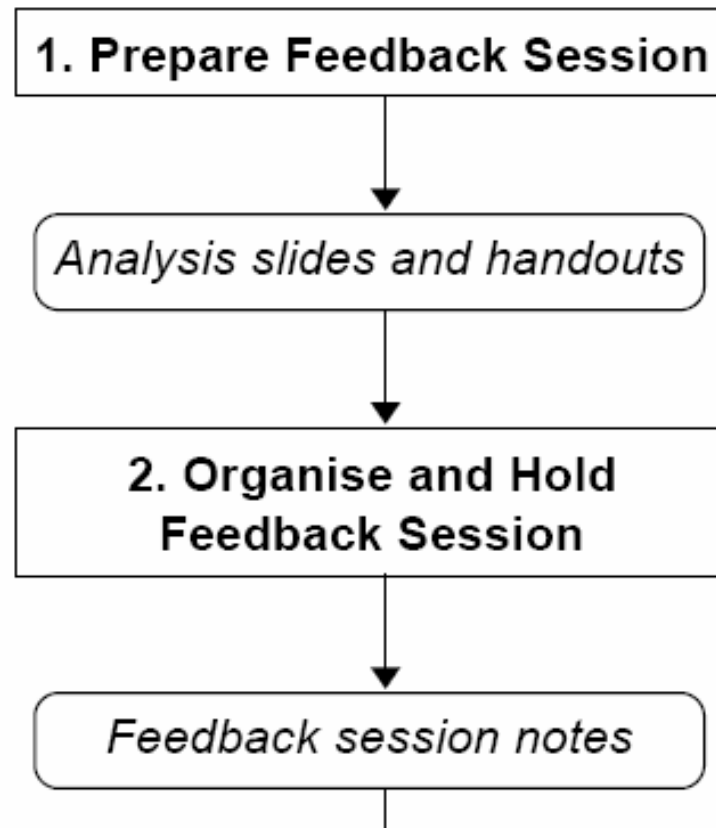 1. Prepare Feedback Session
Analysis slides and handouts
2. Organise and Hold
Feedback Session
Feedback session notes